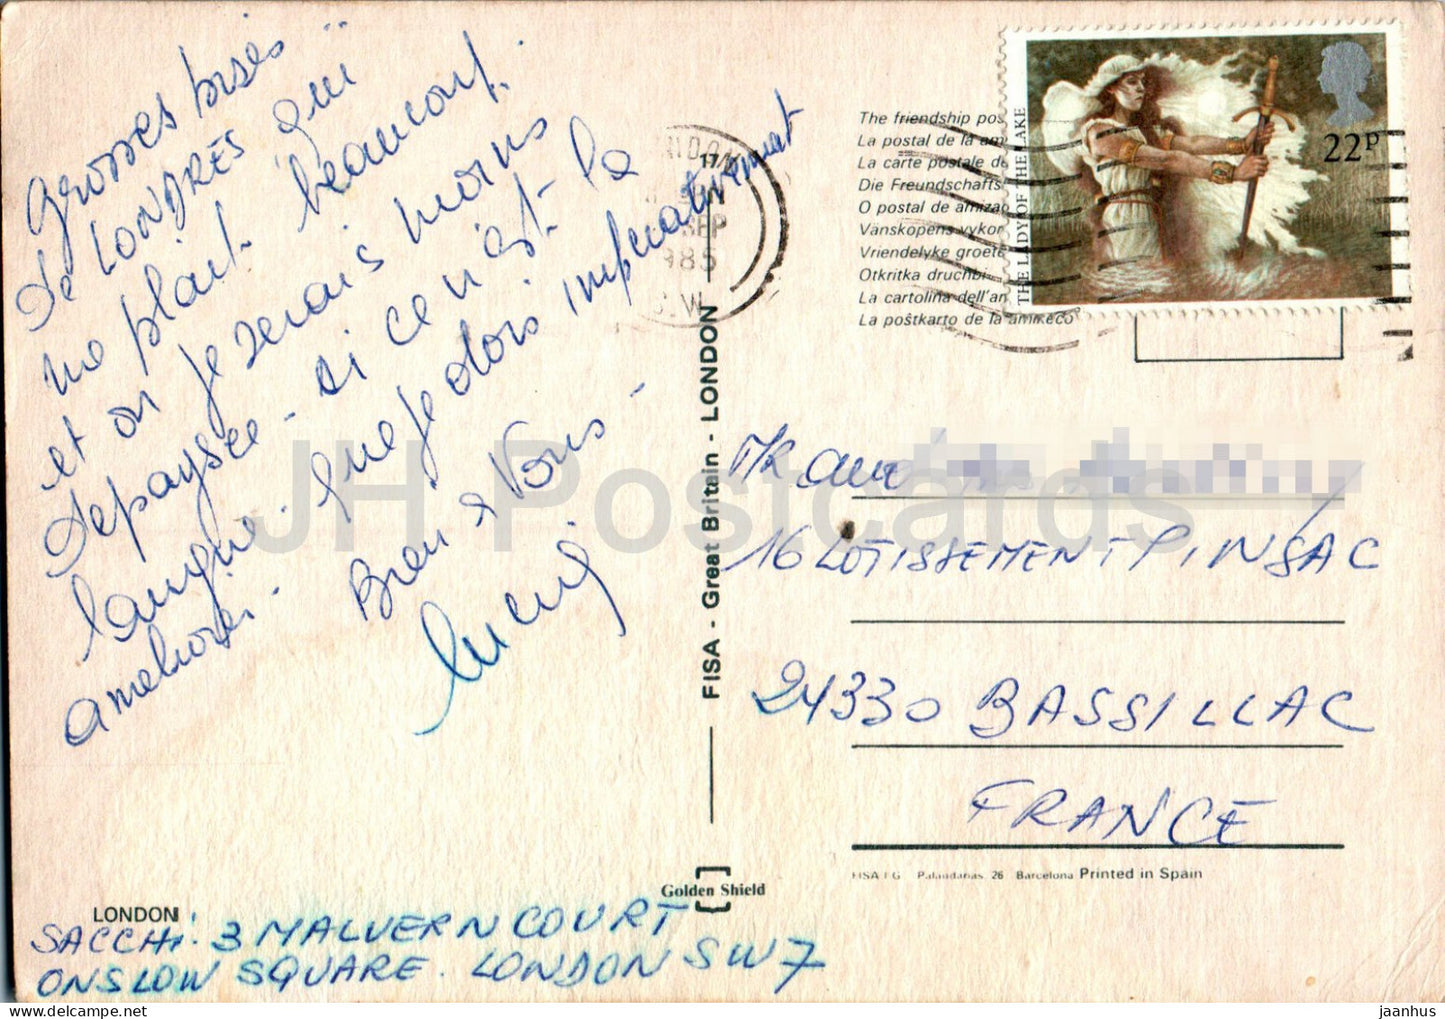 Grosses bises
de LONDRES qui
me plait beaucoup.
et où je serais moins
depaysée - si ce n'est la
langue. que je dois impérativement
améliorer.
Bien à Vous -
THE LADY OF THE LAKE
22P
The friendship pos
La postal de la am
La carte postale de
Die Freundschafts
O postal de amizad
Vänskopens vykor
Vriendelyke groete
Otkritka druchbi
La cartolina dell'am
La poŝtkarto de la amikeco
17
SEP
1985
S.W.
FISA - Great Britain - LONDON
JH Postcards
MR and
16 LOTISSEMENT PINSAC
24330 BASSILLAC
FRANCE
FISA I G Palaudarias, 26 Barcelona Printed in Spain
Golden Shield
LONDON
SACCHI. 3 MALVERN COURT
ONSLOW SQUARE. LONDON SW7
jaanhus